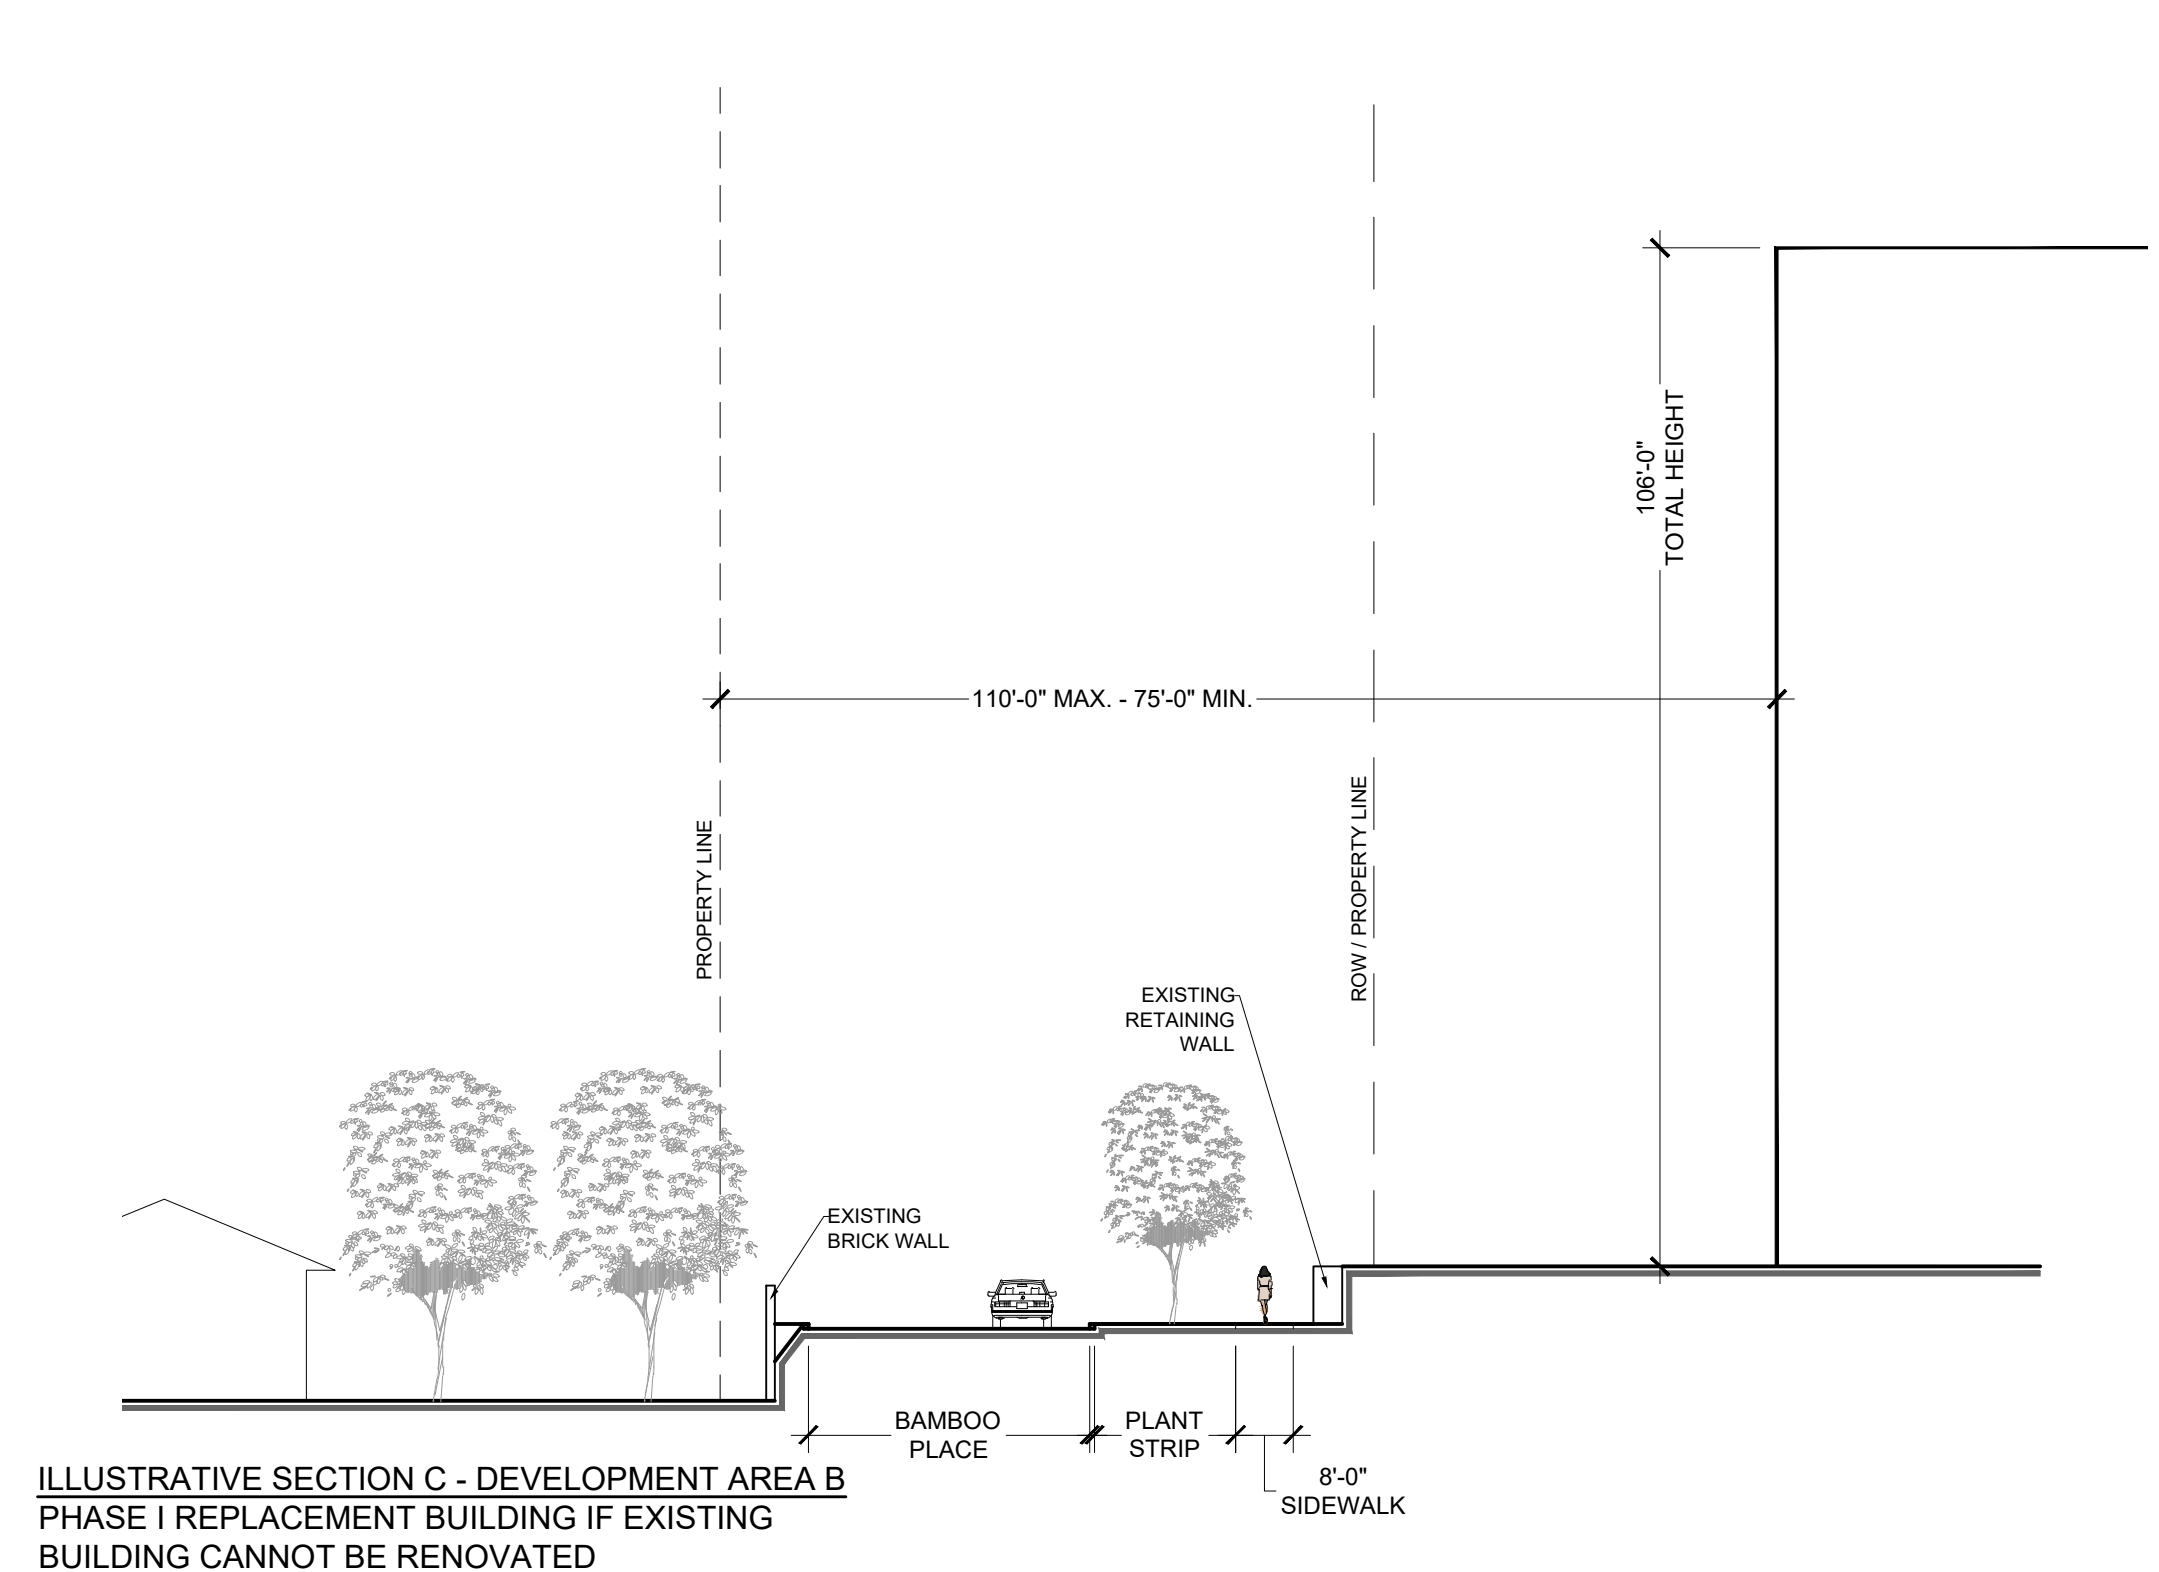 106'-0"
TOTAL HEIGHT
110'-0" MAX. - 75'-0" MIN.
PROPERTY LINE
ROW / PROPERTY LINE
EXISTING
RETAINING
WALL
EXISTING
BRICK WALL
BAMBOO
PLACE
PLANT
STRIP
8'-0"
SIDEWALK
ILLUSTRATIVE SECTION C - DEVELOPMENT AREA B
PHASE I REPLACEMENT BUILDING IF EXISTING
BUILDING CANNOT BE RENOVATED